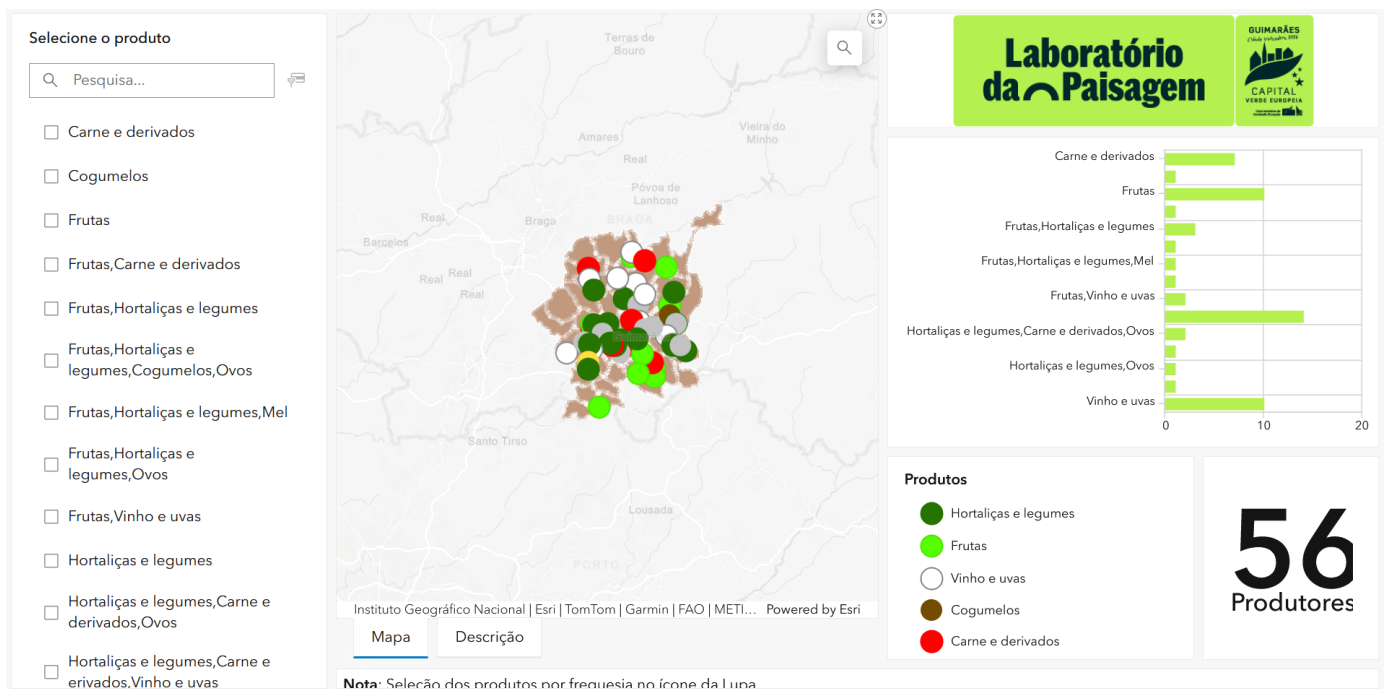 Selecione o produto
Pesquisa...
Carne e derivados
Cogumelos
Frutas
Frutas,Carne e derivados
Frutas,Hortaliças e legumes
Frutas,Hortaliças e
legumes,Cogumelos,Ovos
Frutas,Hortaliças e legumes,Mel
Frutas,Hortaliças e
legumes,Ovos
Frutas,Vinho e uvas
Hortaliças e legumes
Hortaliças e legumes,Carne e
derivados,Ovos
Hortaliças e legumes,Carne e
erivados,Vinho e uvas
Terras de
Bouro
Vieira do
Minho
Amares
Real
Póvoa de
Lanhoso
Real
Braga
BRAGA
Barcelos
Real
Real
Real
Santo Tirso
Lousada
PORTO
Instituto Geográfico Nacional | Esri | TomTom | Garmin | FAO | METI... Powered by Esri
Mapa
Descrição
Nota: Seleção dos produtos por freguesia no ícone da Lupa
Laboratório
da Paisagem
GUIMARÃES
CAPITAL
VERDE EUROPEIA
Carne e derivados
Frutas
Frutas,Hortaliças e legumes
Frutas,Hortaliças e legumes,Mel
Frutas,Vinho e uvas
Hortaliças e legumes,Carne e derivados,Ovos
Hortaliças e legumes,Ovos
Vinho e uvas
0 10 20
Produtos
Hortaliças e legumes
Frutas
Vinho e uvas
Cogumelos
Carne e derivados
56
Produtores